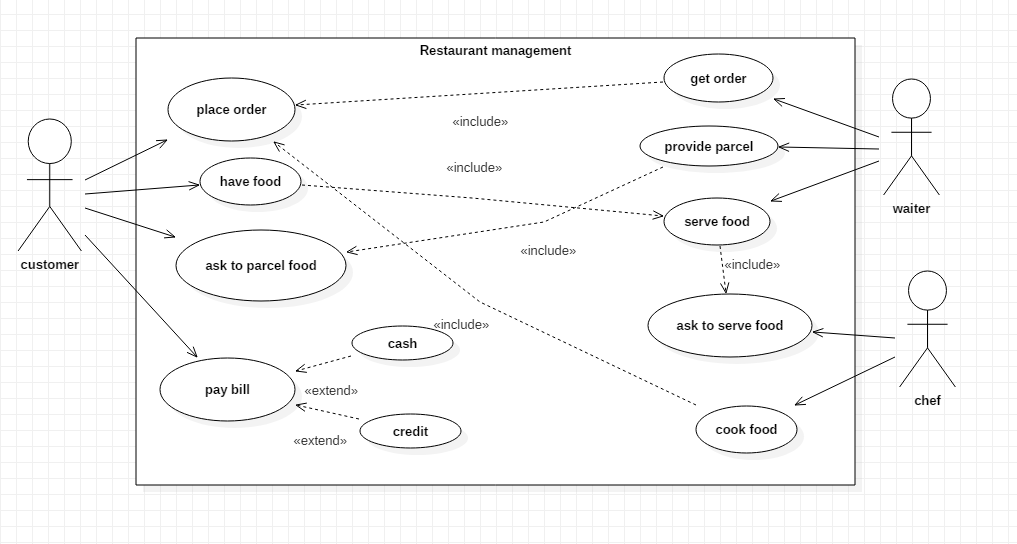 Restaurant management
get order
place order
«include»
provide parcel
«include»
have food
waiter
serve food
customer
ask to parcel food
«include»
«include»
ask to serve food
«include»
cash
pay bill
«extend»
chef
credit
cook food
«extend»